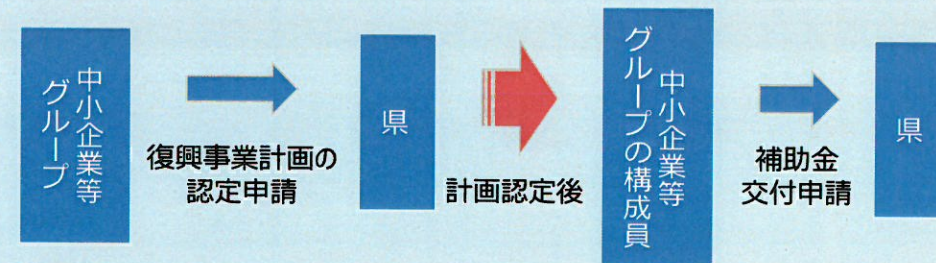 中小企業等
グループ
復興事業計画の
認定申請
県
計画認定後
中小企業等
グループの構成員
補助金
交付申請
県